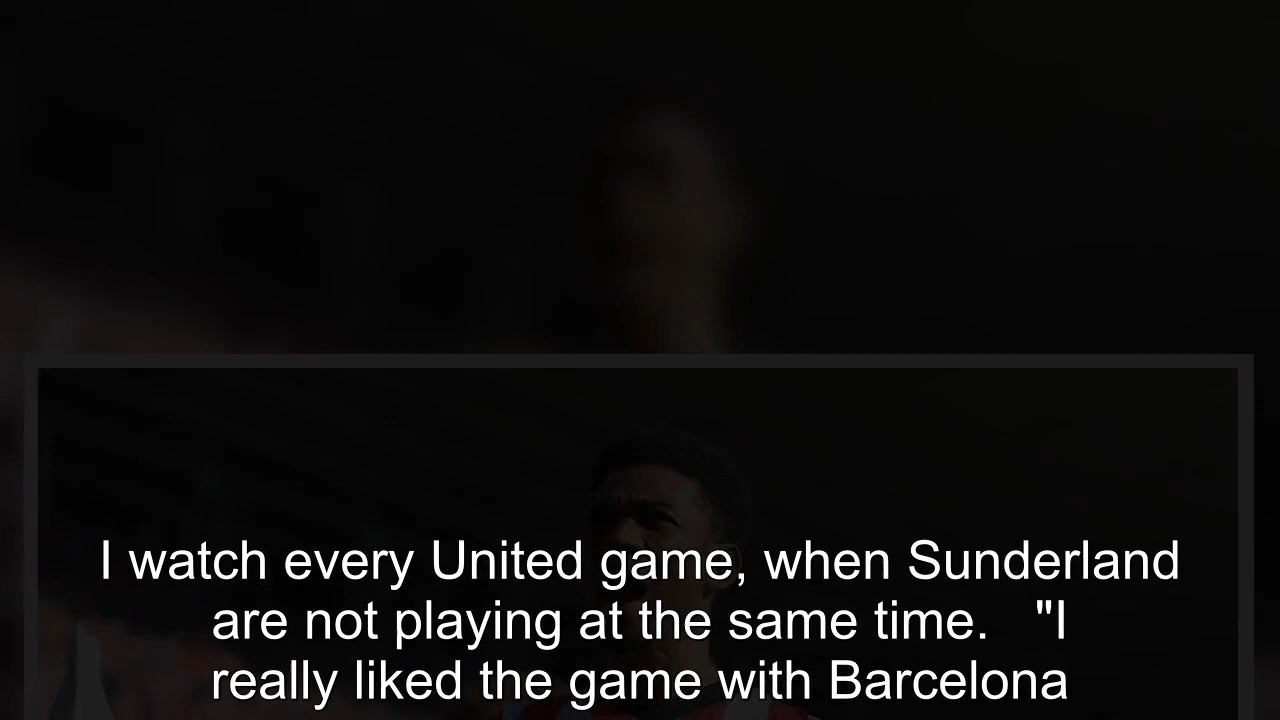 I watch every United game, when Sunderland
are not playing at the same time.   "I
really liked the game with Barcelona